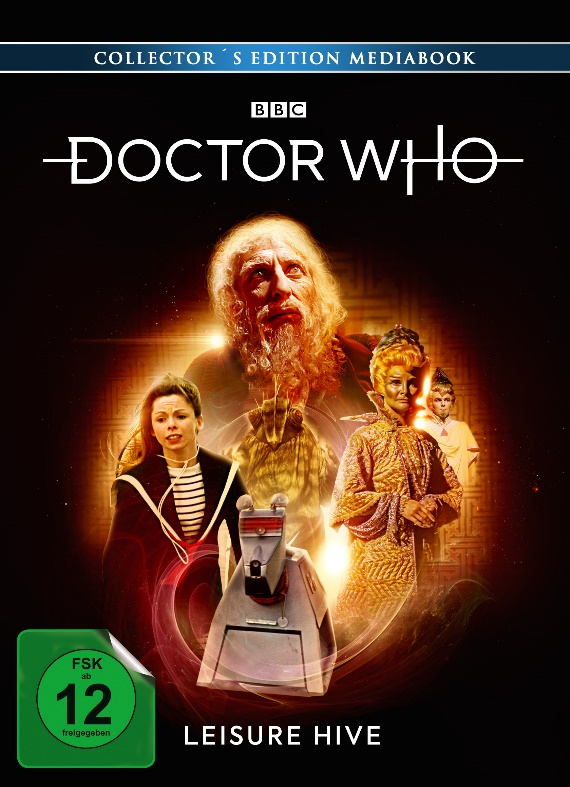 COLLECTOR´S EDITION MEDIABOOK
BBC
DOCTOR WHO
LEISURE HIVE
FSK
ab
12
freigegeben